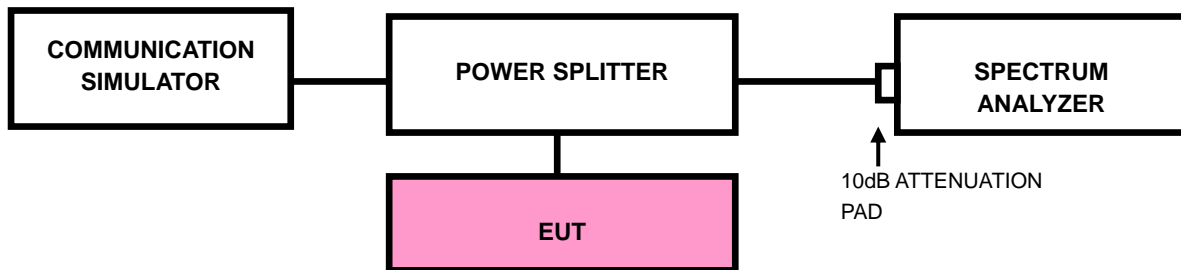 COMMUNICATION
SIMULATOR
POWER SPLITTER
SPECTRUM
ANALYZER
10dB ATTENUATION
PAD
EUT